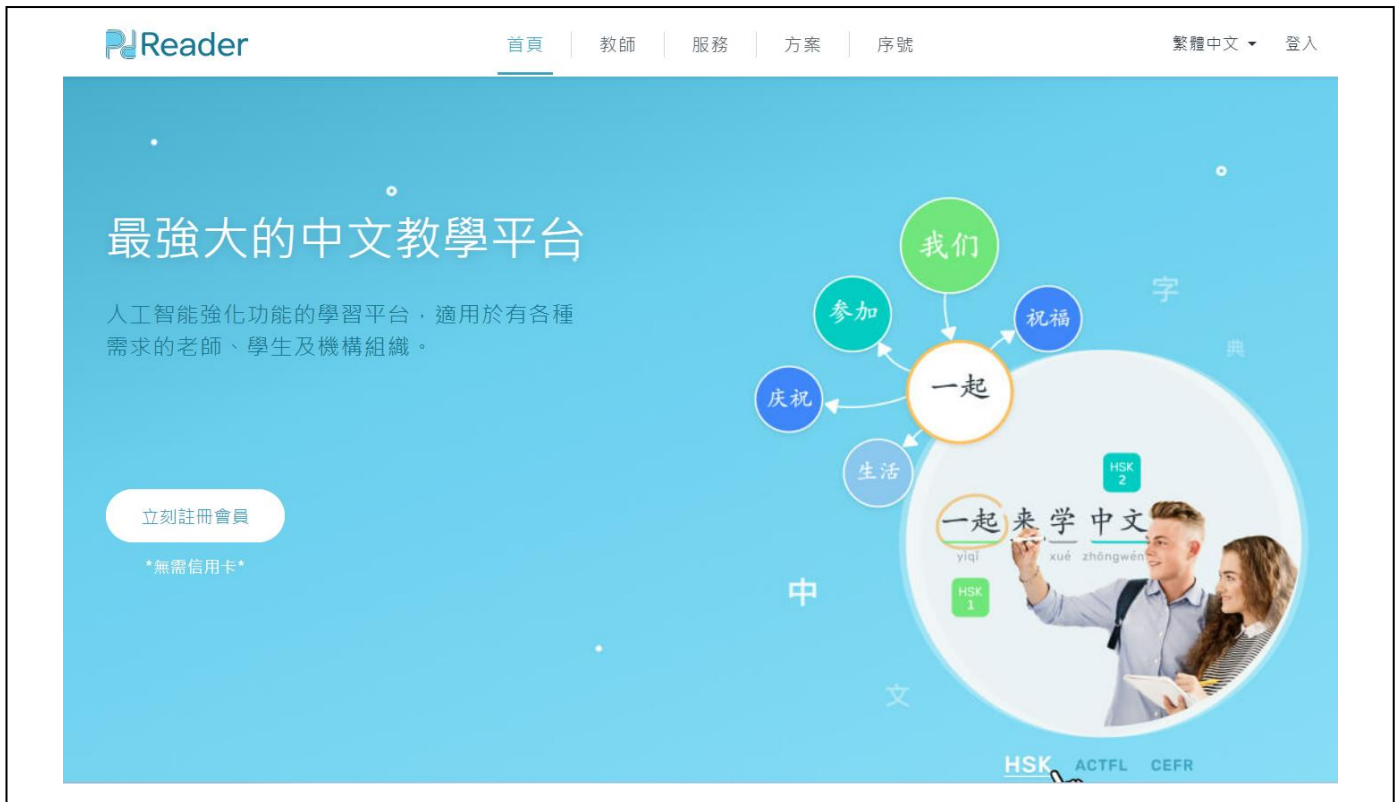 Reader
首頁
教師
服務
方案
序號
繁體中文
登入
最強大的中文教學平台
人工智能強化功能的學習平台，適用於有各種
需求的老師、學生及機構組織。
立刻註冊會員
*無需信用卡*
我们
参加
祝福
一起
庆祝
生活
字
典
HSK
2
一起 来 学 中文
yìqǐ xué zhōngwén
HSK
1
中
文
HSK ACTFL CEFR